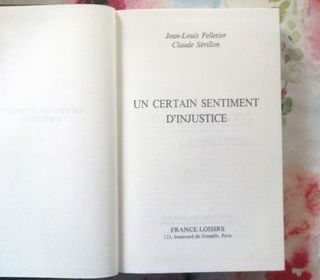 Jean-Louis Pelletier
Claude Sérillon
UN CERTAIN SENTIMENT
D'INJUSTICE
FRANCE LOISIRS
123, boulevard de Grenelle, Paris